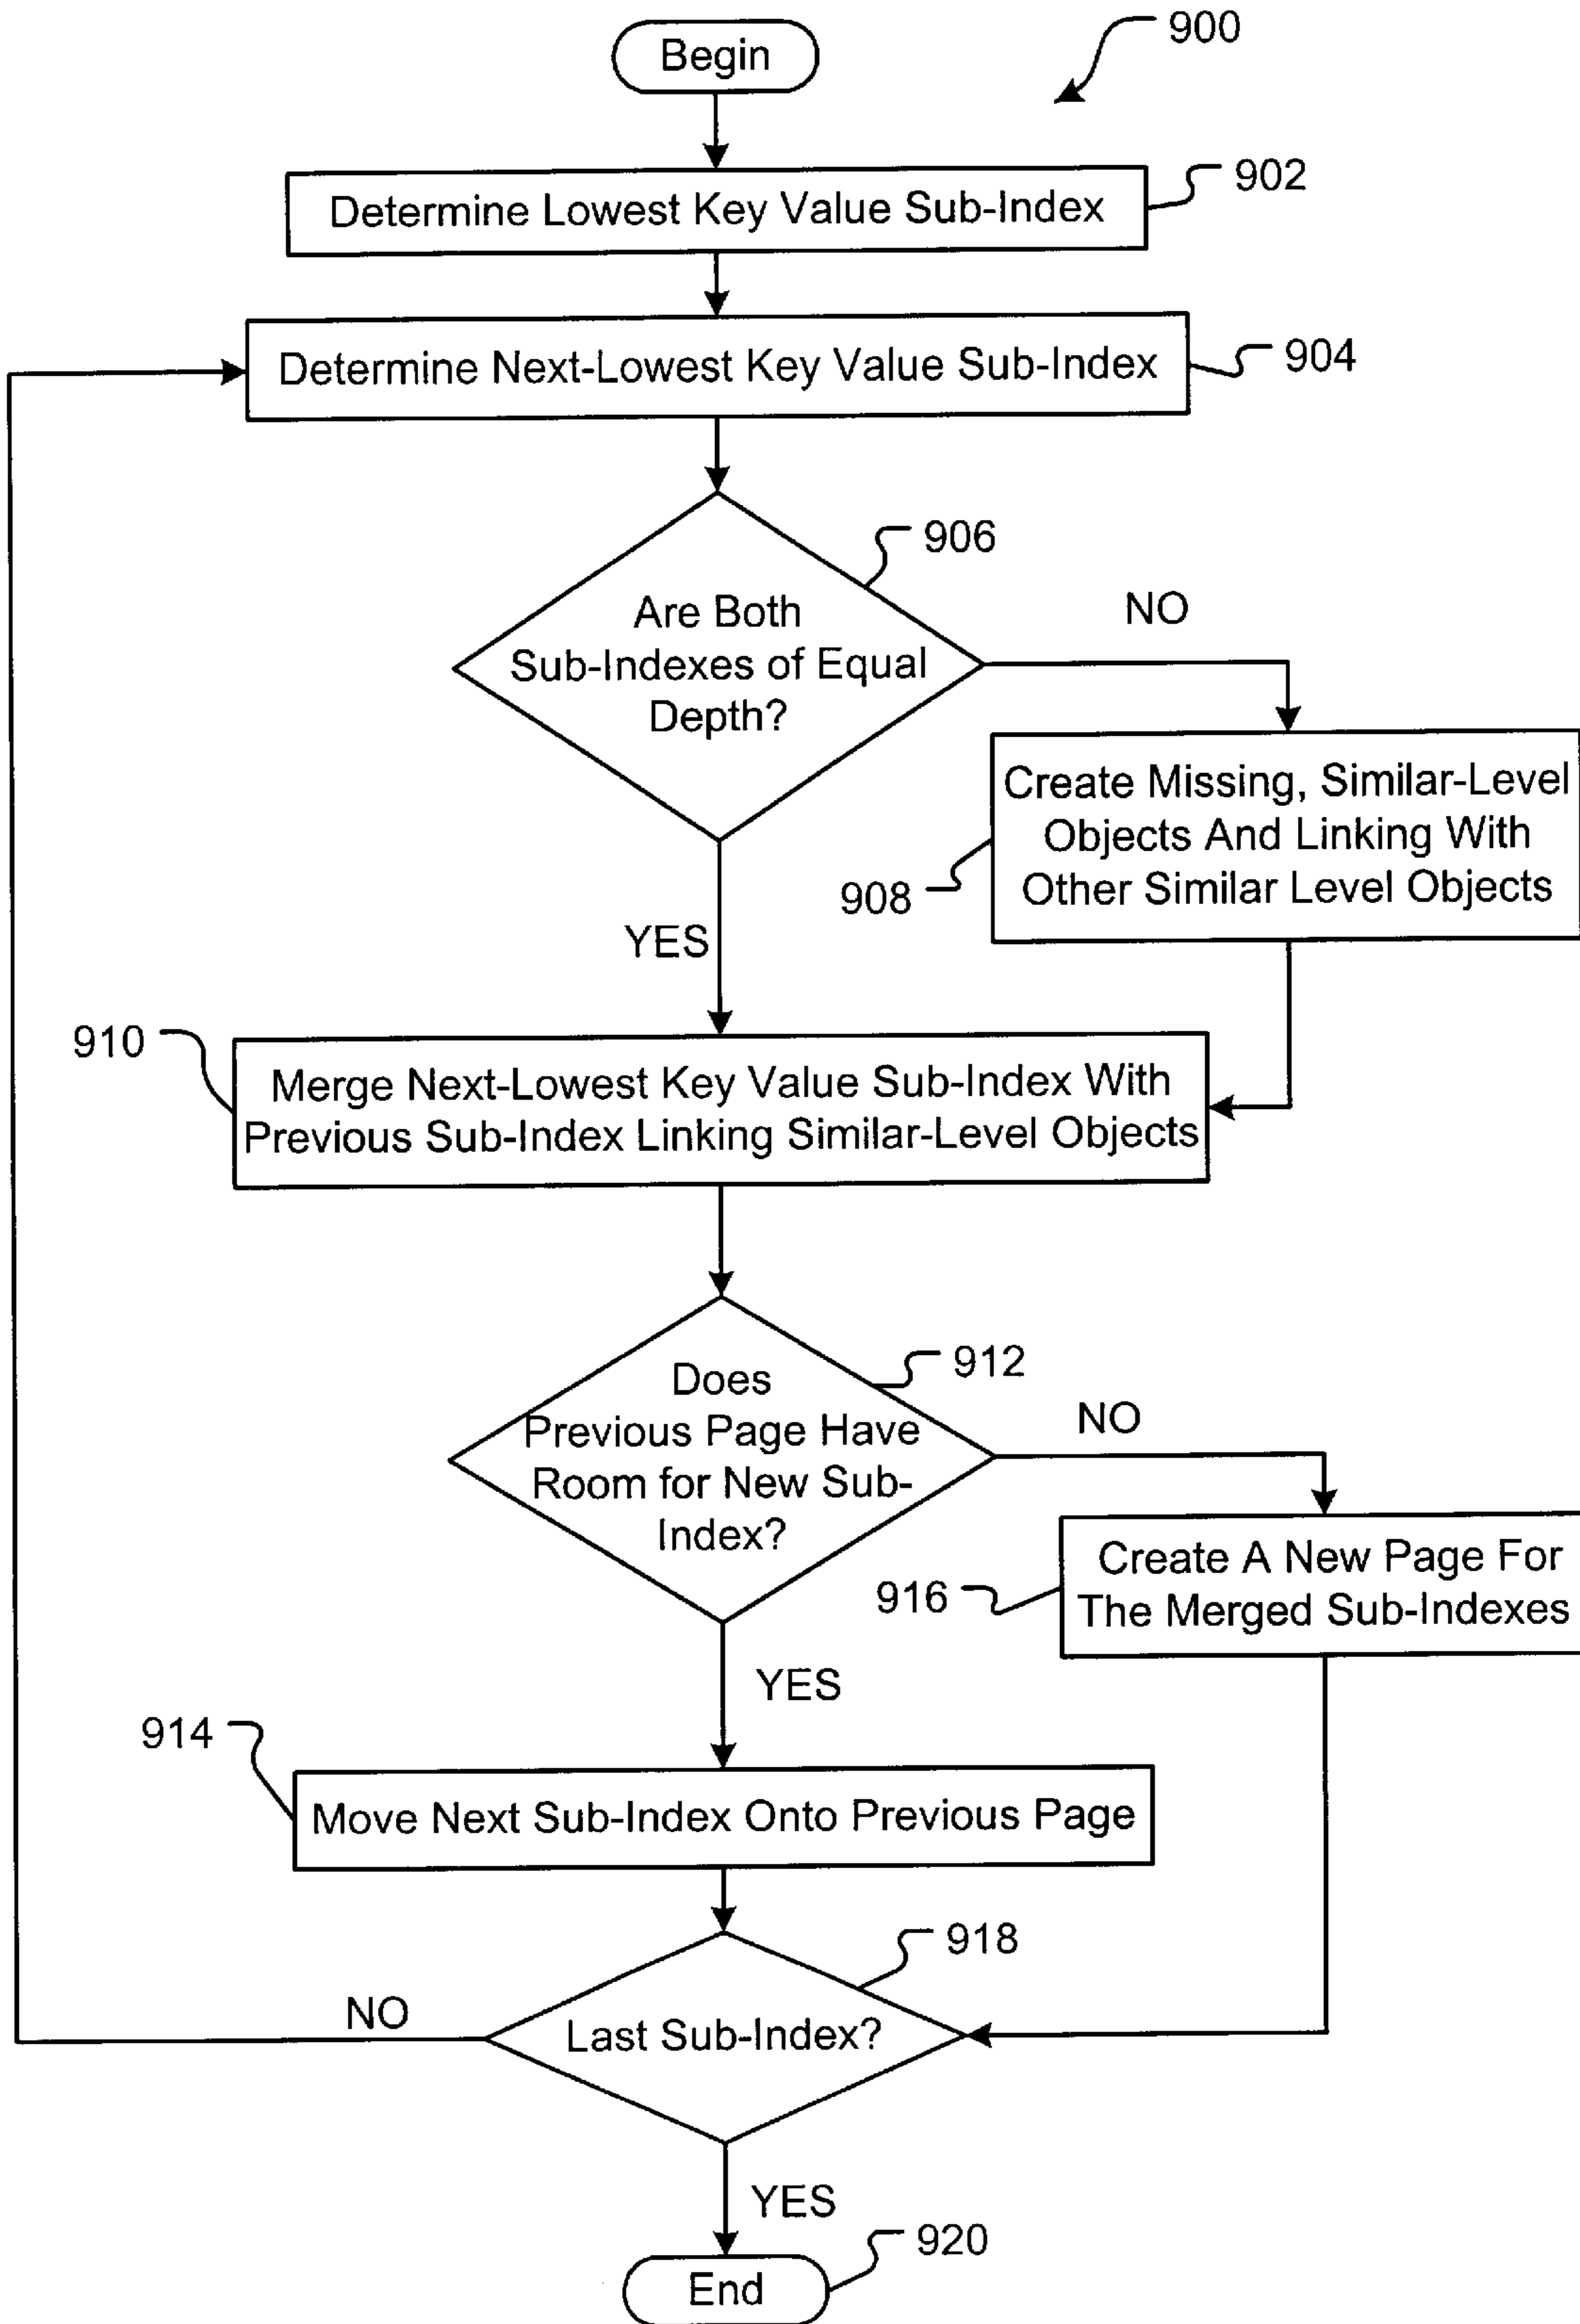 Begin
900
Determine Lowest Key Value Sub-Index
902
Determine Next-Lowest Key Value Sub-Index
904
906
Are Both
Sub-Indexes of Equal
Depth?
NO
Create Missing, Similar-Level
Objects And Linking With
Other Similar Level Objects
908
YES
910
Merge Next-Lowest Key Value Sub-Index With
Previous Sub-Index Linking Similar-Level Objects
912
Does
Previous Page Have
Room for New Sub-
Index?
NO
Create A New Page For
The Merged Sub-Indexes
916
YES
914
Move Next Sub-Index Onto Previous Page
918
Last Sub-Index?
NO
YES
920
End